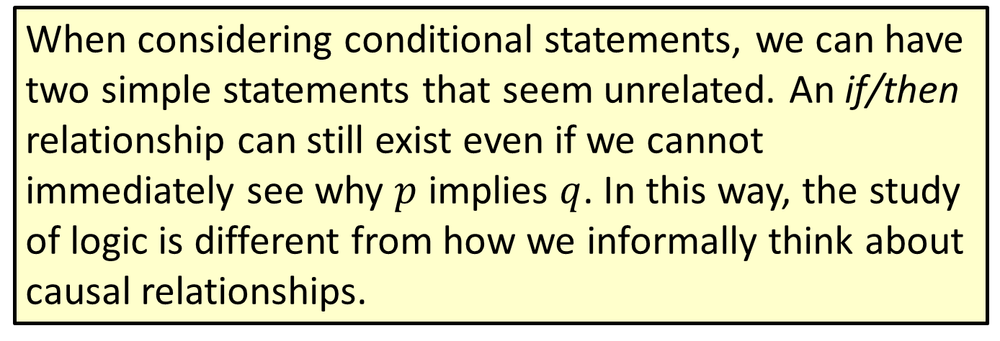 When considering conditional statements, we can have
two simple statements that seem unrelated. An if/then
relationship can still exist even if we cannot
immediately see why p implies q. In this way, the study
of logic is different from how we informally think about
causal relationships.